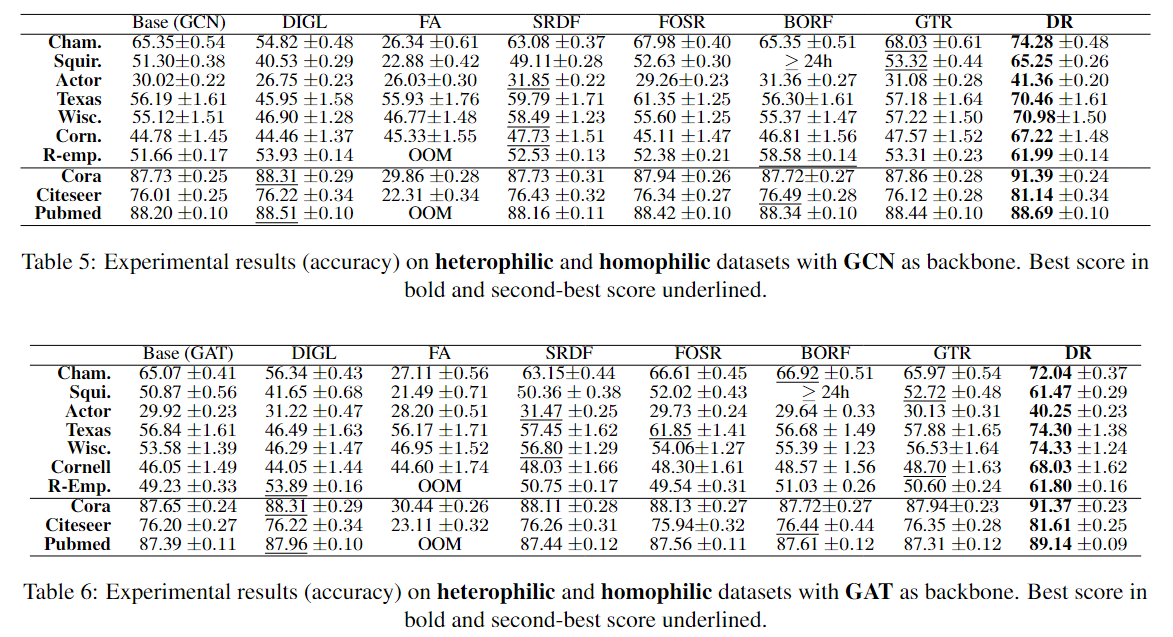 Base (GCN) DIGL FA SRDF FOSR BORF GTR DR
Cham. 65.35±0.54 54.82 ±0.48 26.34 ±0.61 63.08 ±0.37 67.98 ±0.40 65.35 ±0.51 68.03 ±0.61 74.28 ±0.48
Squir. 51.30±0.38 40.53 ±0.29 22.88 ±0.42 49.11±0.28 52.63 ±0.30 ≥ 24h 53.32 ±0.44 65.25 ±0.26
Actor 30.02±0.22 26.75 ±0.23 26.03±0.30 31.85 ±0.22 29.26±0.23 31.36 ±0.27 31.08 ±0.28 41.36 ±0.20
Texas 56.19 ±1.61 45.95 ±1.58 55.93 ±1.76 59.79 ±1.71 61.35 ±1.25 56.30±1.61 57.18 ±1.64 70.46 ±1.61
Wisc. 55.12±1.51 46.90 ±1.28 46.77±1.48 58.49 ±1.23 55.60 ±1.25 55.37 ±1.47 57.22 ±1.50 70.98±1.50
Corn. 44.78 ±1.45 44.46 ±1.37 45.33±1.55 47.73 ±1.51 45.11 ±1.47 46.81 ±1.56 47.57 ±1.52 67.22 ±1.48
R-emp. 51.66 ±0.17 53.93 ±0.14 OOM 52.53 ±0.13 52.38 ±0.21 58.58 ±0.14 53.31 ±0.23 61.99 ±0.14
Cora 87.73 ±0.25 88.31 ±0.29 29.86 ±0.28 87.73 ±0.31 87.94 ±0.26 87.72±0.27 87.86 ±0.28 91.39 ±0.24
Citeseer 76.01 ±0.25 76.22 ±0.34 22.31 ±0.34 76.43 ±0.32 76.34 ±0.27 76.49 ±0.28 76.12 ±0.28 81.14 ±0.34
Pubmed 88.20 ±0.10 88.51 ±0.10 OOM 88.16 ±0.11 88.42 ±0.10 88.34 ±0.10 88.44 ±0.10 88.69 ±0.10
Table 5: Experimental results (accuracy) on heterophilic and homophilic datasets with GCN as backbone. Best score in
bold and second-best score underlined.
Base (GAT) DIGL FA SRDF FOSR BORF GTR DR
Cham. 65.07 ±0.41 56.34 ±0.43 27.11 ±0.56 63.15±0.44 66.61 ±0.45 66.92 ±0.51 65.97 ±0.54 72.04 ±0.37
Squi. 50.87 ±0.56 41.65 ±0.68 21.49 ±0.71 50.36 ± 0.38 52.02 ±0.43 ≥ 24h 52.72 ±0.48 61.47 ±0.29
Actor 29.92 ±0.23 31.22 ±0.47 28.20 ±0.51 31.47 ±0.25 29.73 ±0.24 29.64 ± 0.33 30.13 ±0.31 40.25 ±0.23
Texas 56.84 ±1.61 46.49 ±1.63 56.17 ±1.71 57.45 ±1.62 61.85 ±1.41 56.68 ± 1.49 57.88 ±1.65 74.30 ±1.38
Wisc. 53.58 ±1.39 46.29 ±1.47 46.95 ±1.52 56.80 ±1.29 54.06±1.27 55.39 ± 1.23 56.53±1.64 74.33 ±1.24
Cornell 46.05 ±1.49 44.05 ±1.44 44.60 ±1.74 48.03 ±1.66 48.30±1.61 48.57 ± 1.56 48.70 ±1.63 68.03 ±1.62
R-Emp. 49.23 ±0.33 53.89 ±0.16 OOM 50.75 ±0.17 49.54 ±0.31 51.03 ± 0.26 50.60 ±0.24 61.80 ±0.16
Cora 87.65 ±0.24 88.31 ±0.29 30.44 ±0.26 88.11 ±0.28 88.13 ±0.27 87.72±0.27 87.94±0.23 91.37 ±0.23
Citeseer 76.20 ±0.27 76.22 ±0.34 23.11 ±0.32 76.26 ±0.31 75.94±0.32 76.44 ±0.44 76.35 ±0.28 81.61 ±0.25
Pubmed 87.39 ±0.11 87.96 ±0.10 OOM 87.44 ±0.12 87.56 ±0.11 87.61 ±0.12 87.31 ±0.12 89.14 ±0.09
Table 6: Experimental results (accuracy) on heterophilic and homophilic datasets with GAT as backbone. Best score in
bold and second-best score underlined.